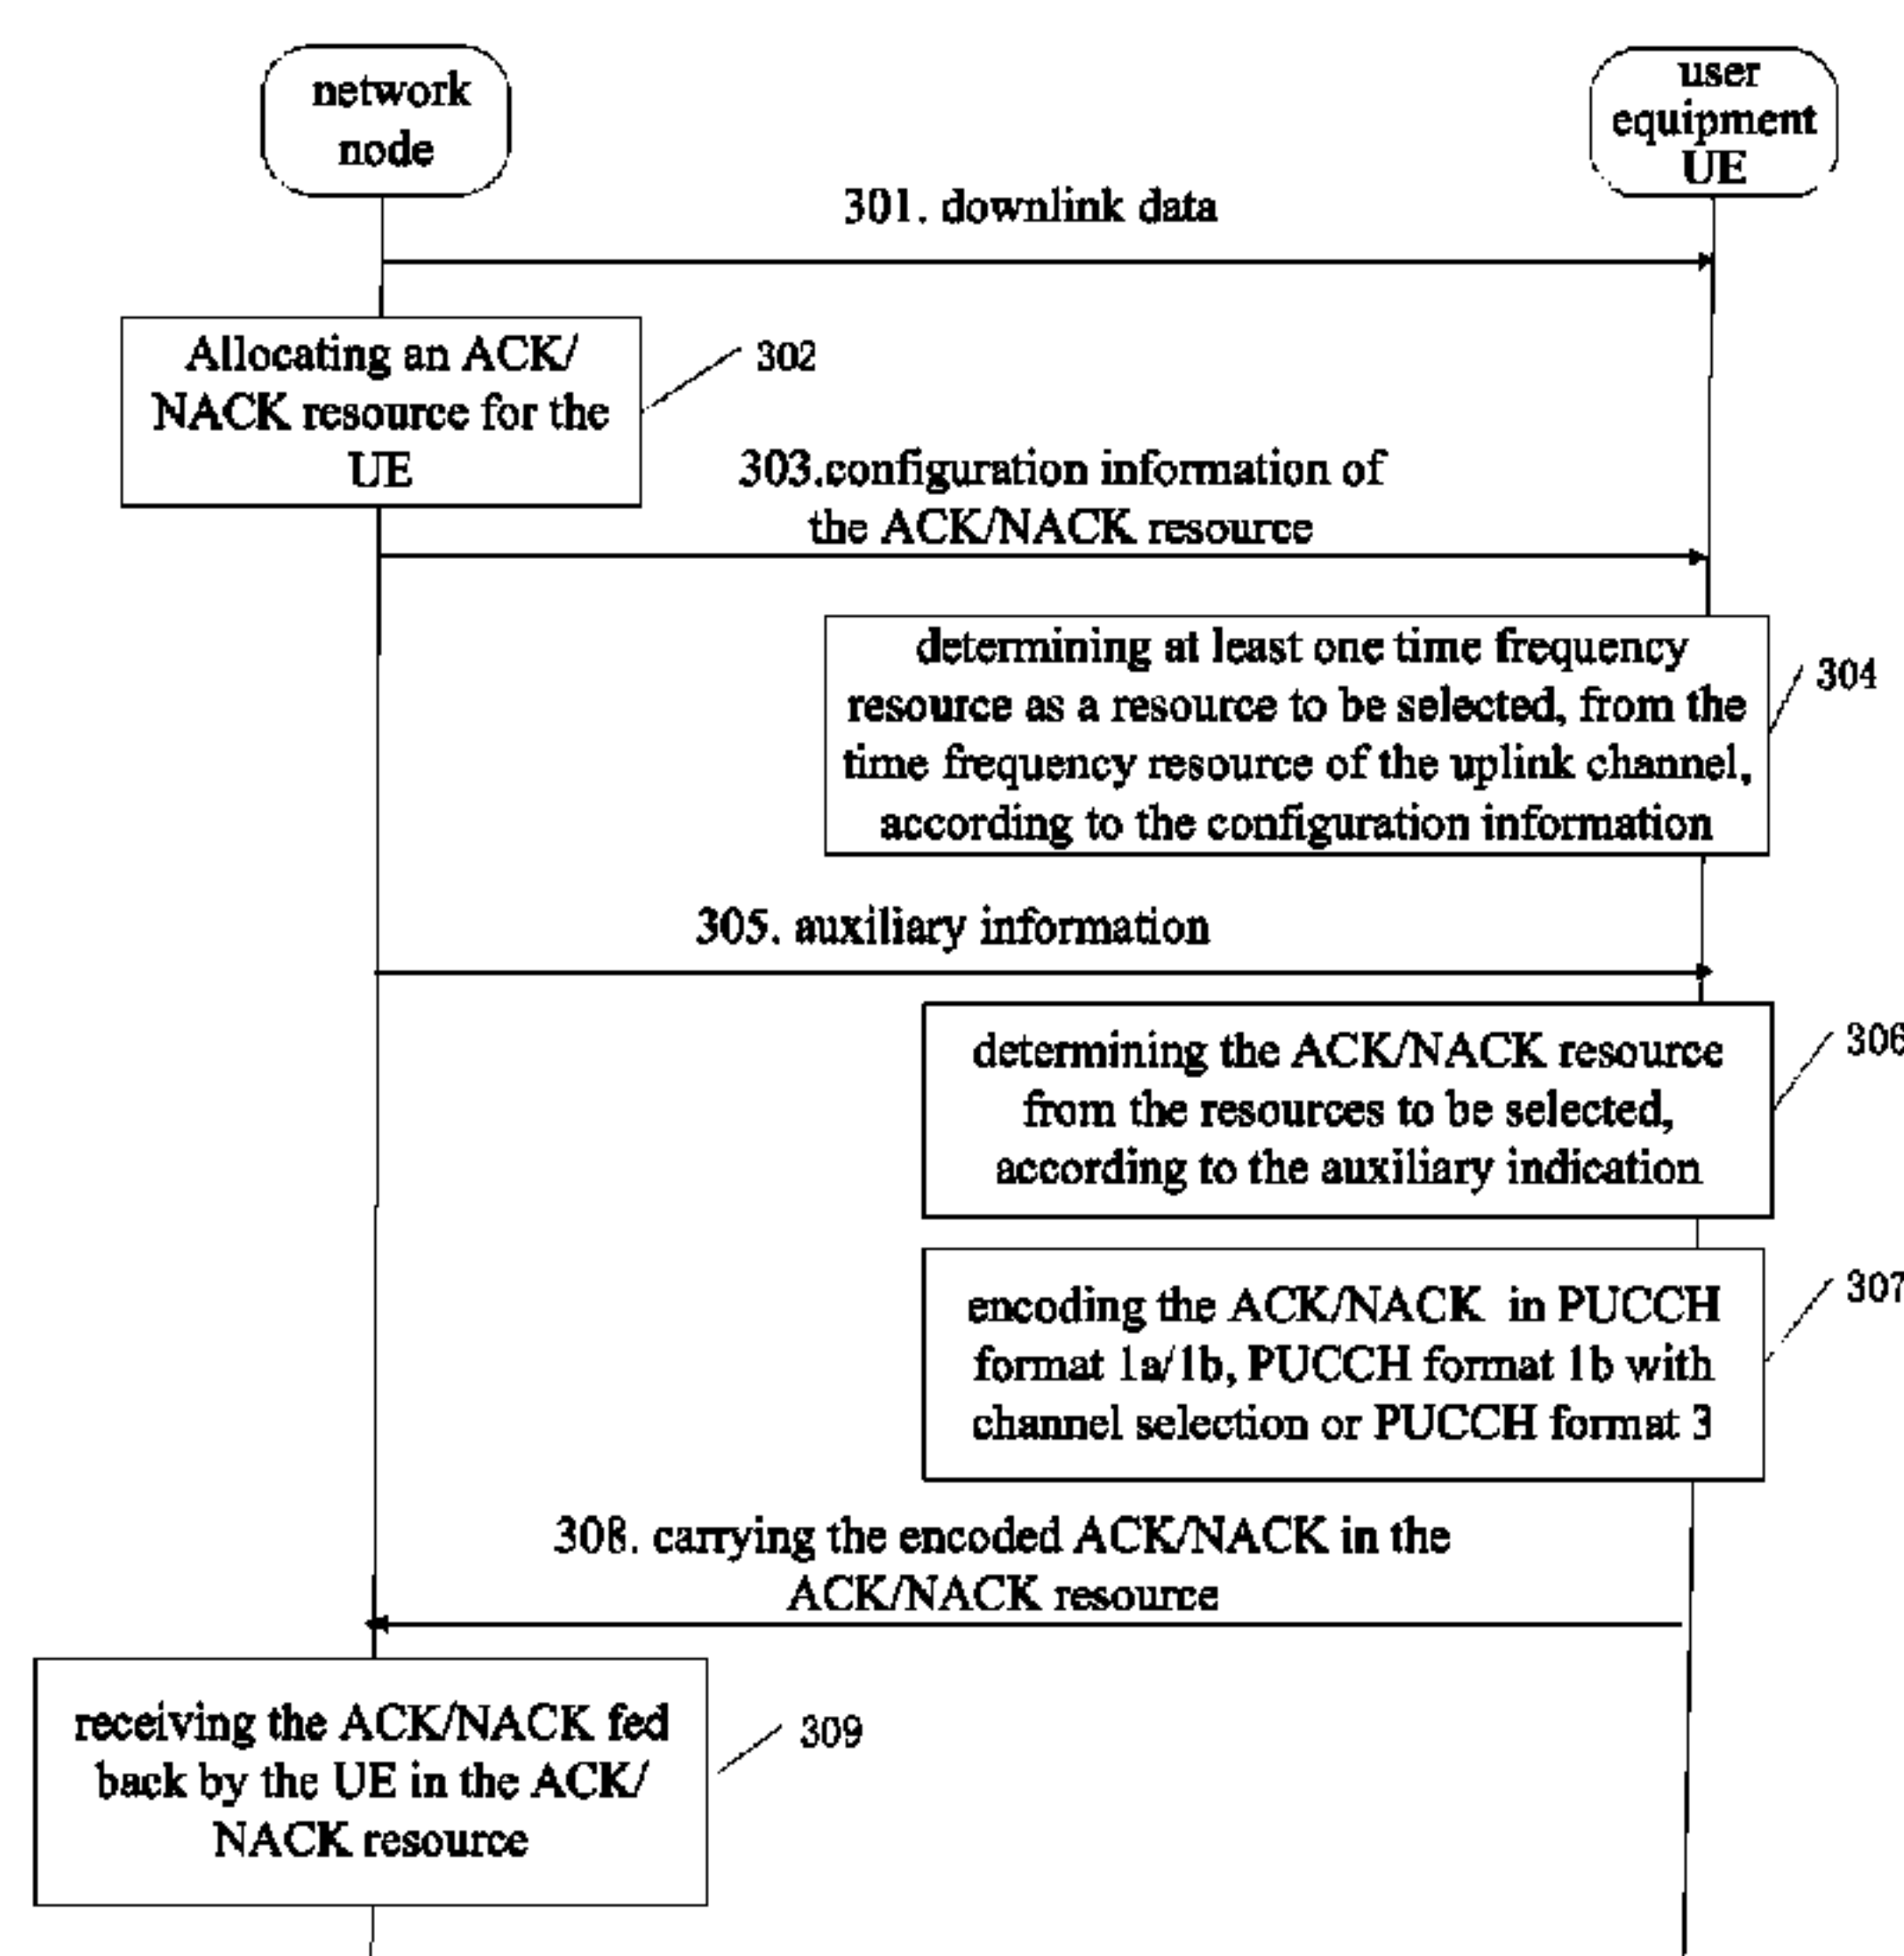 network
node
user
equipment
UE
301. downlink data
Allocating an ACK/
NACK resource for the
UE
302
303.configuration information of
the ACK/NACK resource
determining at least one time frequency
resource as a resource to be selected, from the
time frequency resource of the uplink channel,
according to the configuration information
304
305. auxiliary information
determining the ACK/NACK resource
from the resources to be selected,
according to the auxiliary indication
306
encoding the ACK/NACK in PUCCH
format 1a/1b, PUCCH format 1b with
channel selection or PUCCH format 3
307
308. carrying the encoded ACK/NACK in the
ACK/NACK resource
receiving the ACK/NACK fed
back by the UE in the ACK/
NACK resource
309